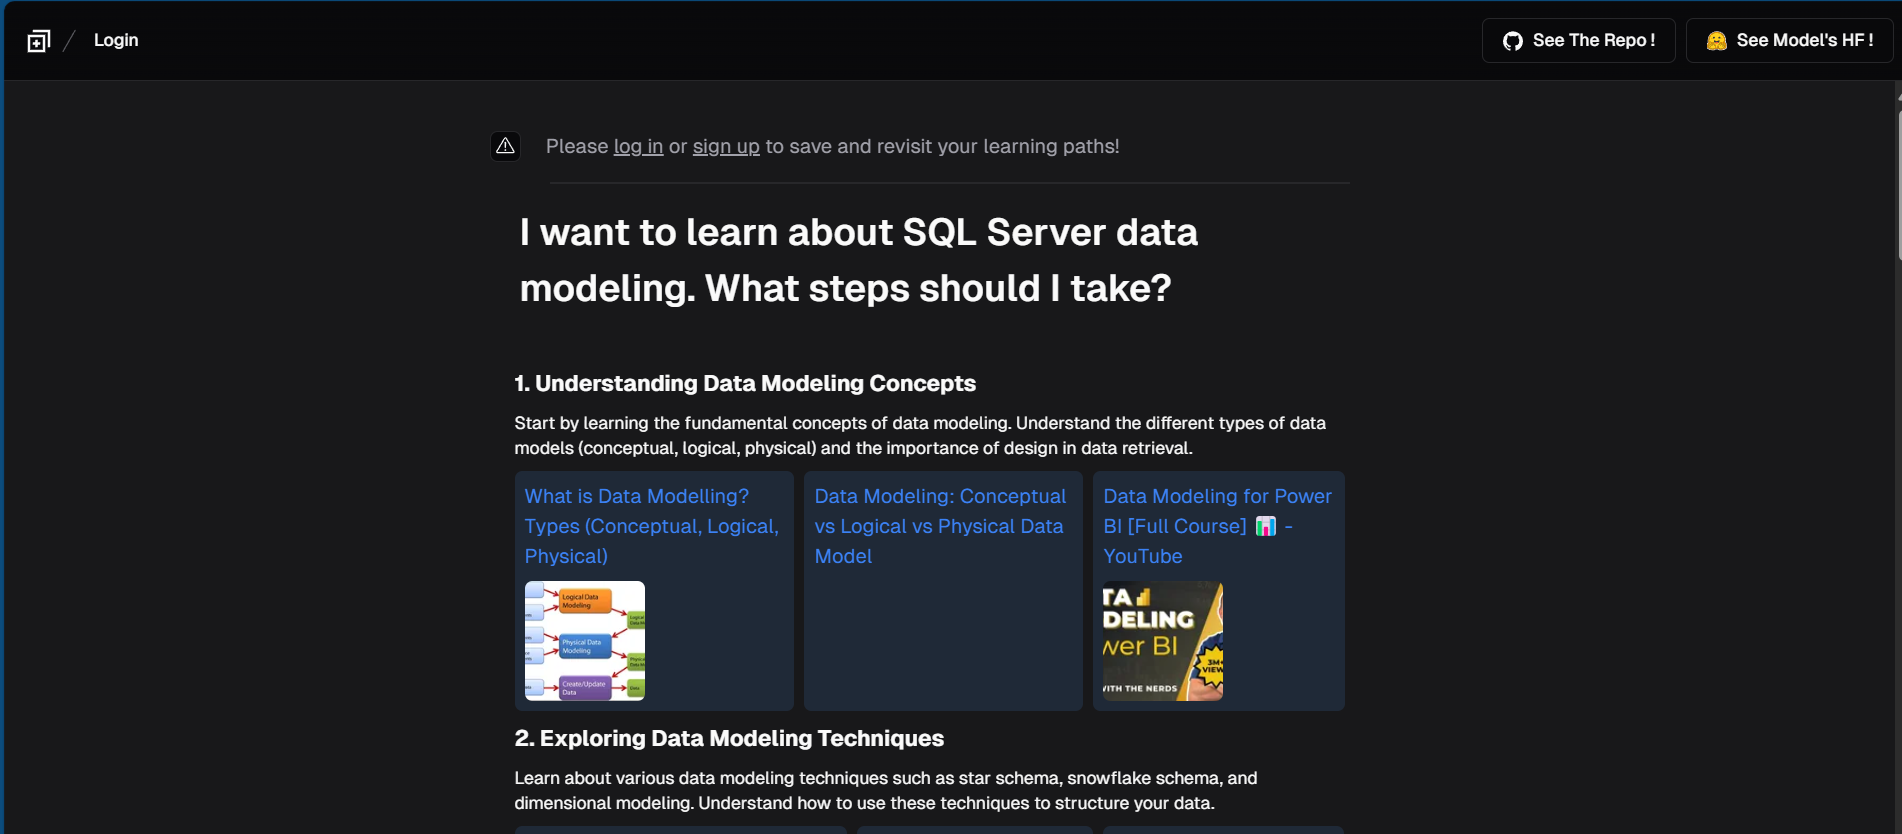 Login
See The Repo !
See Model's HF !
Please log in or sign up to save and revisit your learning paths!
I want to learn about SQL Server data
modeling. What steps should I take?
1. Understanding Data Modeling Concepts
Start by learning the fundamental concepts of data modeling. Understand the different types of data
models (conceptual, logical, physical) and the importance of design in data retrieval.
What is Data Modelling?
Types (Conceptual, Logical,
Physical)
Logical Data
Modeling
Physical Data
Modeling
Create/Update
Data
Data Modeling: Conceptual
vs Logical vs Physical Data
Model
Data Modeling for Power
BI [Full Course] 📊 -
YouTube
TA
DELING
wer BI
3M+
VIEW
WITH THE NERDS
2. Exploring Data Modeling Techniques
Learn about various data modeling techniques such as star schema, snowflake schema, and
dimensional modeling. Understand how to use these techniques to structure your data.